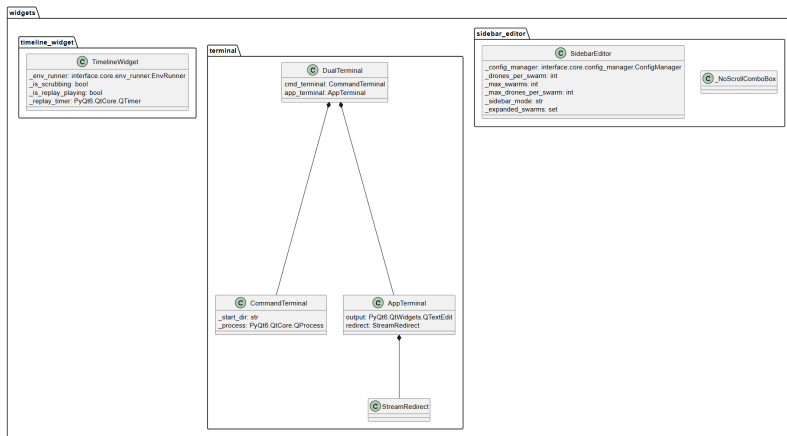 widgets
timeline_widget
C TimelineWidget
_env_runner: interface.core.env_runner.EnvRunner
_is_scrubbing: bool
_is_replay_playing: bool
_replay_timer: PyQt6.QtCore.QTimer
terminal
C DualTerminal
cmd_terminal: CommandTerminal
app_terminal: AppTerminal
C CommandTerminal
_start_dir: str
_process: PyQt6.QtCore.QProcess
C AppTerminal
output: PyQt6.QtWidgets.QTextEdit
redirect: StreamRedirect
C StreamRedirect
sidebar_editor
C SidebarEditor
_config_manager: interface.core.config_manager.ConfigManager
_drones_per_swarm: int
_max_swarms: int
_max_drones_per_swarm: int
_sidebar_mode: str
_expanded_swarms: set
C _NoScrollComboBox